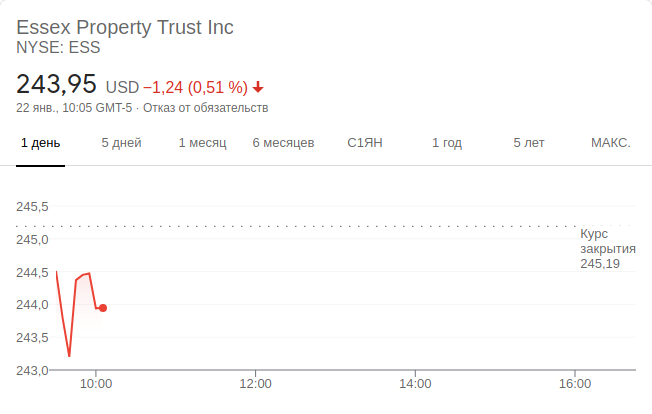 Essex Property Trust Inc
NYSE: ESS
243,95 USD −1,24 (0,51 %)
22 янв., 10:05 GMT-5 · Отказ от обязательств
1 день 5 дней 1 месяц 6 месяцев С1ЯН 1 год 5 лет МАКС.
245,5
245,0
244,5
244,0
243,5
243,0
Курс
закрытия
245,19
10:00 12:00 14:00 16:00